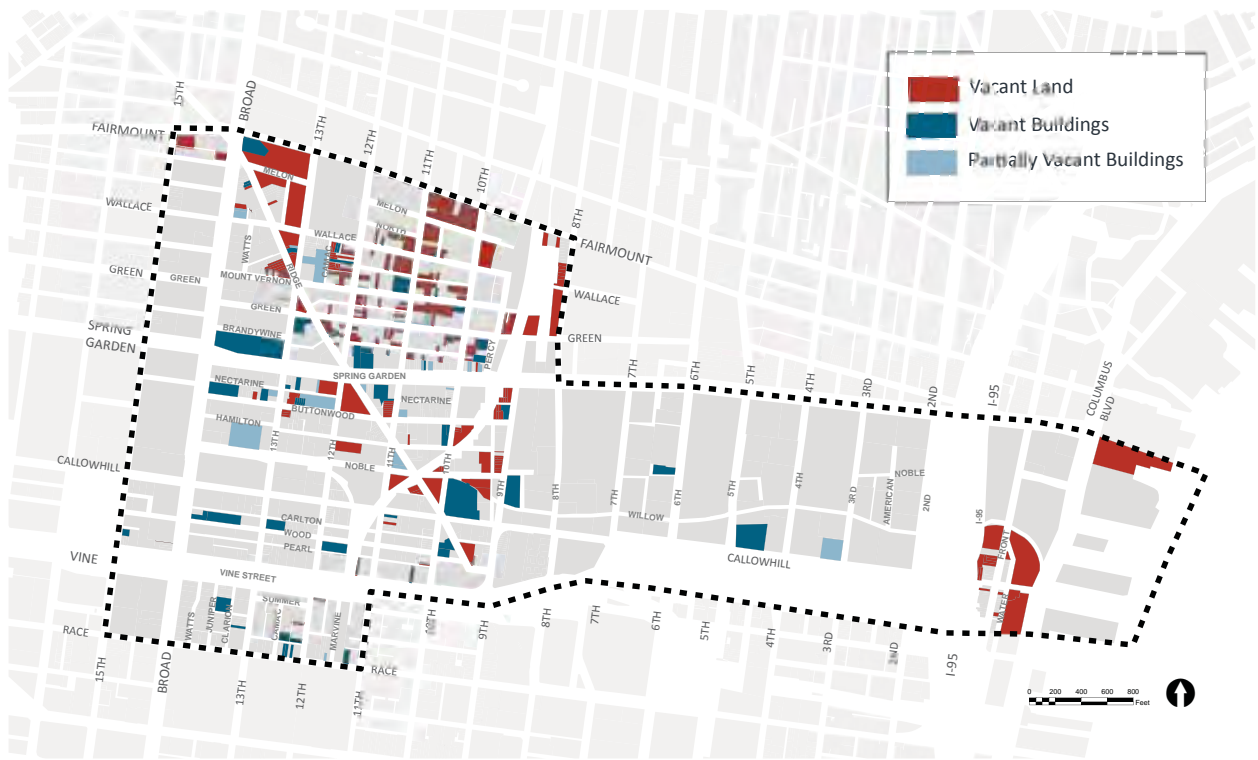 Vacant Land
Vacant Buildings
Partially Vacant Buildings
15TH
BROAD
13TH
12TH
11TH
10TH
8TH
FAIRMOUNT
FAIRMOUNT
WALLACE
WALLACE
GREEN
GREEN
SPRING
GARDEN
CALLOWHILL
VINE
RACE
MELON
MELON
WALLACE
WATTS
CAMAC
RIDGE
GREEN
MOUNT VERNON
GREEN
BRANDYWINE
PERCY
SPRING GARDEN
NECTARINE
NECTARINE
BUTTONWOOD
HAMILTON
13TH
12TH
11TH
10TH
9TH
8TH
NOBLE
CARLTON
WOOD
PEARL
VINE STREET
SUMMER
WATTS
JUNIPER
CLARION
CAMAC
MARVINE
7TH
6TH
5TH
4TH
3RD
2ND
I-95
COLUMBUS
BLVD
7TH
6TH
5TH
4TH
3RD
AMERICAN
NOBLE
2ND
WILLOW
CALLOWHILL
I-95
FRONT
WATER
15TH
BROAD
13TH
12TH
11TH
RACE
10TH
9TH
8TH
7TH
6TH
5TH
4TH
3RD
2ND
I-95
0 200 400 600 800
Feet